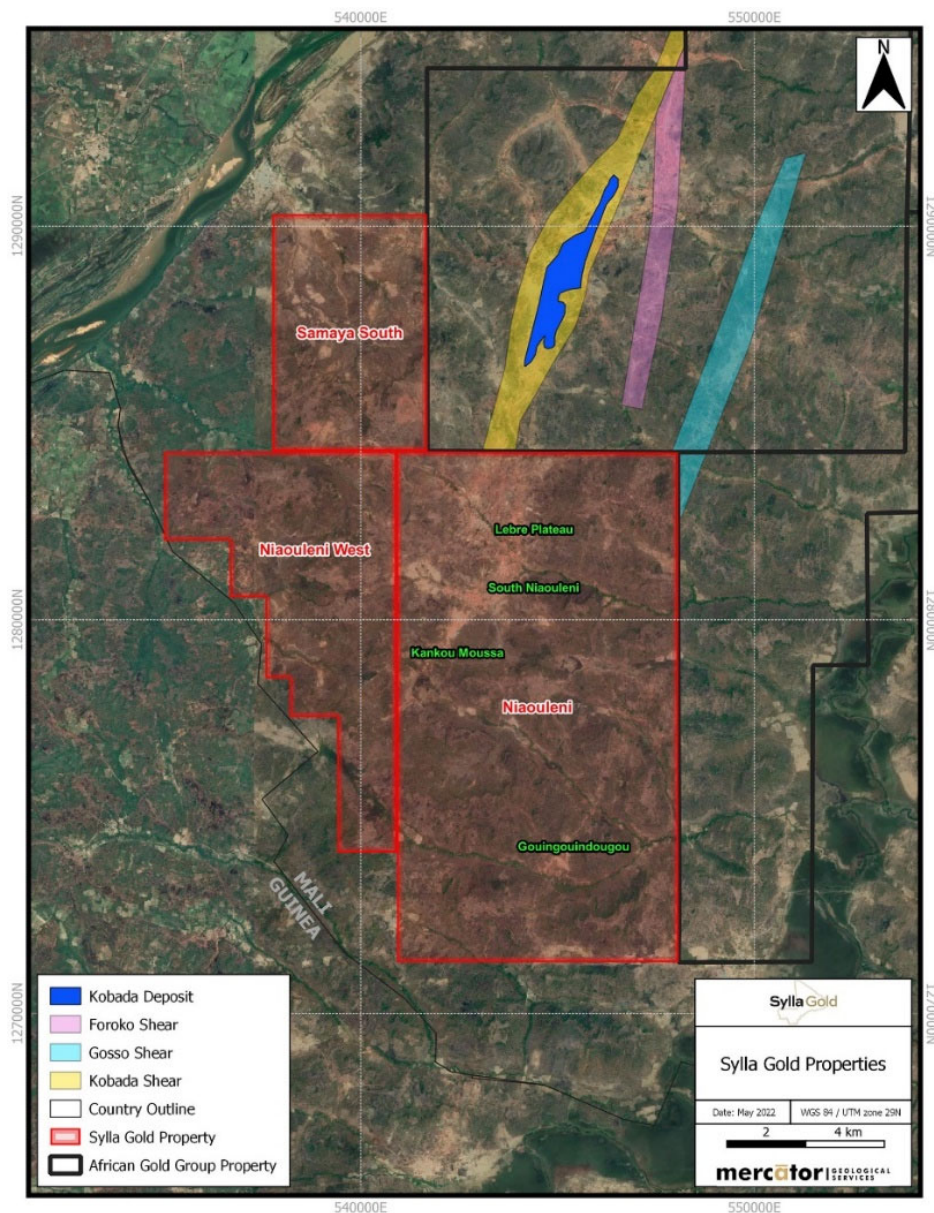 540000E
550000E
N
1290000N
1290000N
Samaya South
Lebre Plateau
Niaouleni West
South Niaouleni
1280000N
1280000N
Kankou Moussa
Niaouleni
Gouingouindougou
MALI
GUINEA
1270000N
1270000N
Kobada Deposit
Foroko Shear
Gosso Shear
Kobada Shear
Country Outline
Sylla Gold Property
African Gold Group Property
Sylla Gold
Sylla Gold Properties
Date: May 2022
WGS 84 / UTM zone 29N
2 4 km
mercātor GEOLOGICAL SERVICES
540000E
550000E